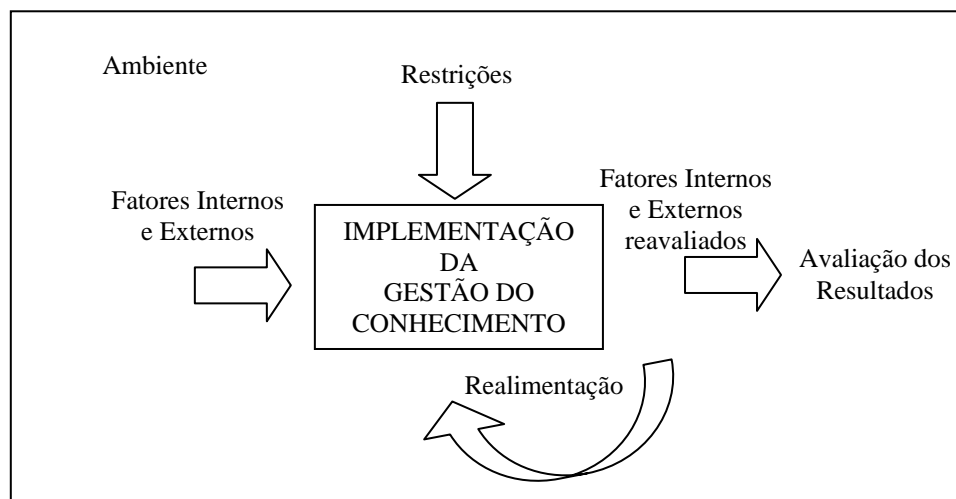 Ambiente
Restrições
Fatores Internos
e Externos
IMPLEMENTAÇÃO
DA
GESTÃO DO
CONHECIMENTO
Fatores Internos
e Externos
reavaliados
Avaliação dos
Resultados
Realimentação